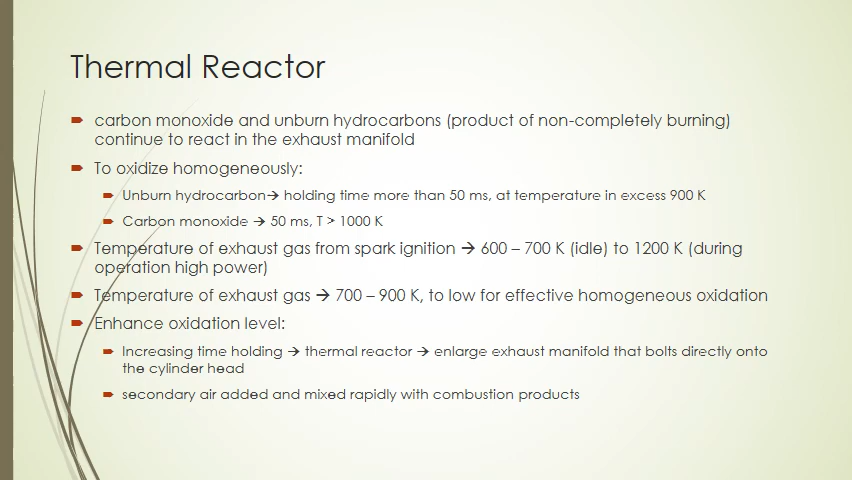 Thermal Reactor
carbon monoxide and unburn hydrocarbons (product of non-completely burning)
continue to react in the exhaust manifold
To oxidize homogeneously:
Unburn hydrocarbon→ holding time more than 50 ms, at temperature in excess 900 K
Carbon monoxide → 50 ms, T > 1000 K
Temperature of exhaust gas from spark ignition → 600 – 700 K (idle) to 1200 K (during
operation high power)
Temperature of exhaust gas → 700 – 900 K, to low for effective homogeneous oxidation
Enhance oxidation level:
Increasing time holding → thermal reactor → enlarge exhaust manifold that bolts directly onto
the cylinder head
secondary air added and mixed rapidly with combustion products